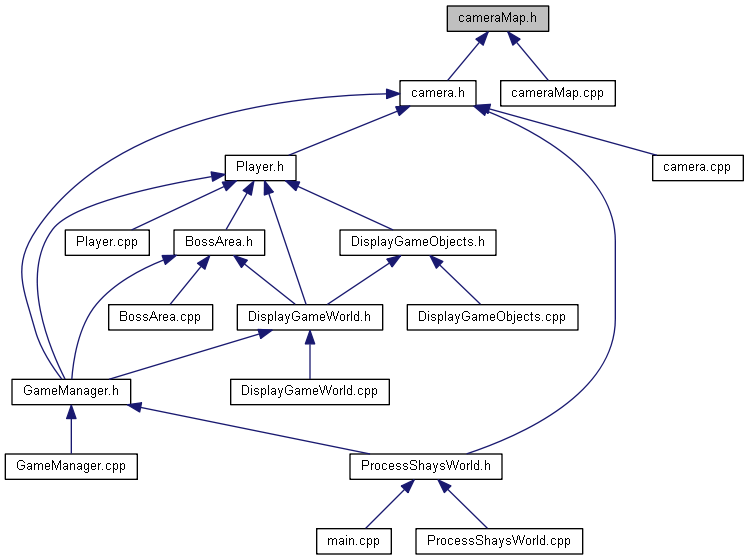 cameraMap.h
camera.h
cameraMap.cpp
Player.h
camera.cpp
Player.cpp
BossArea.h
DisplayGameObjects.h
BossArea.cpp
DisplayGameWorld.h
DisplayGameObjects.cpp
GameManager.h
DisplayGameWorld.cpp
GameManager.cpp
ProcessShaysWorld.h
main.cpp
ProcessShaysWorld.cpp